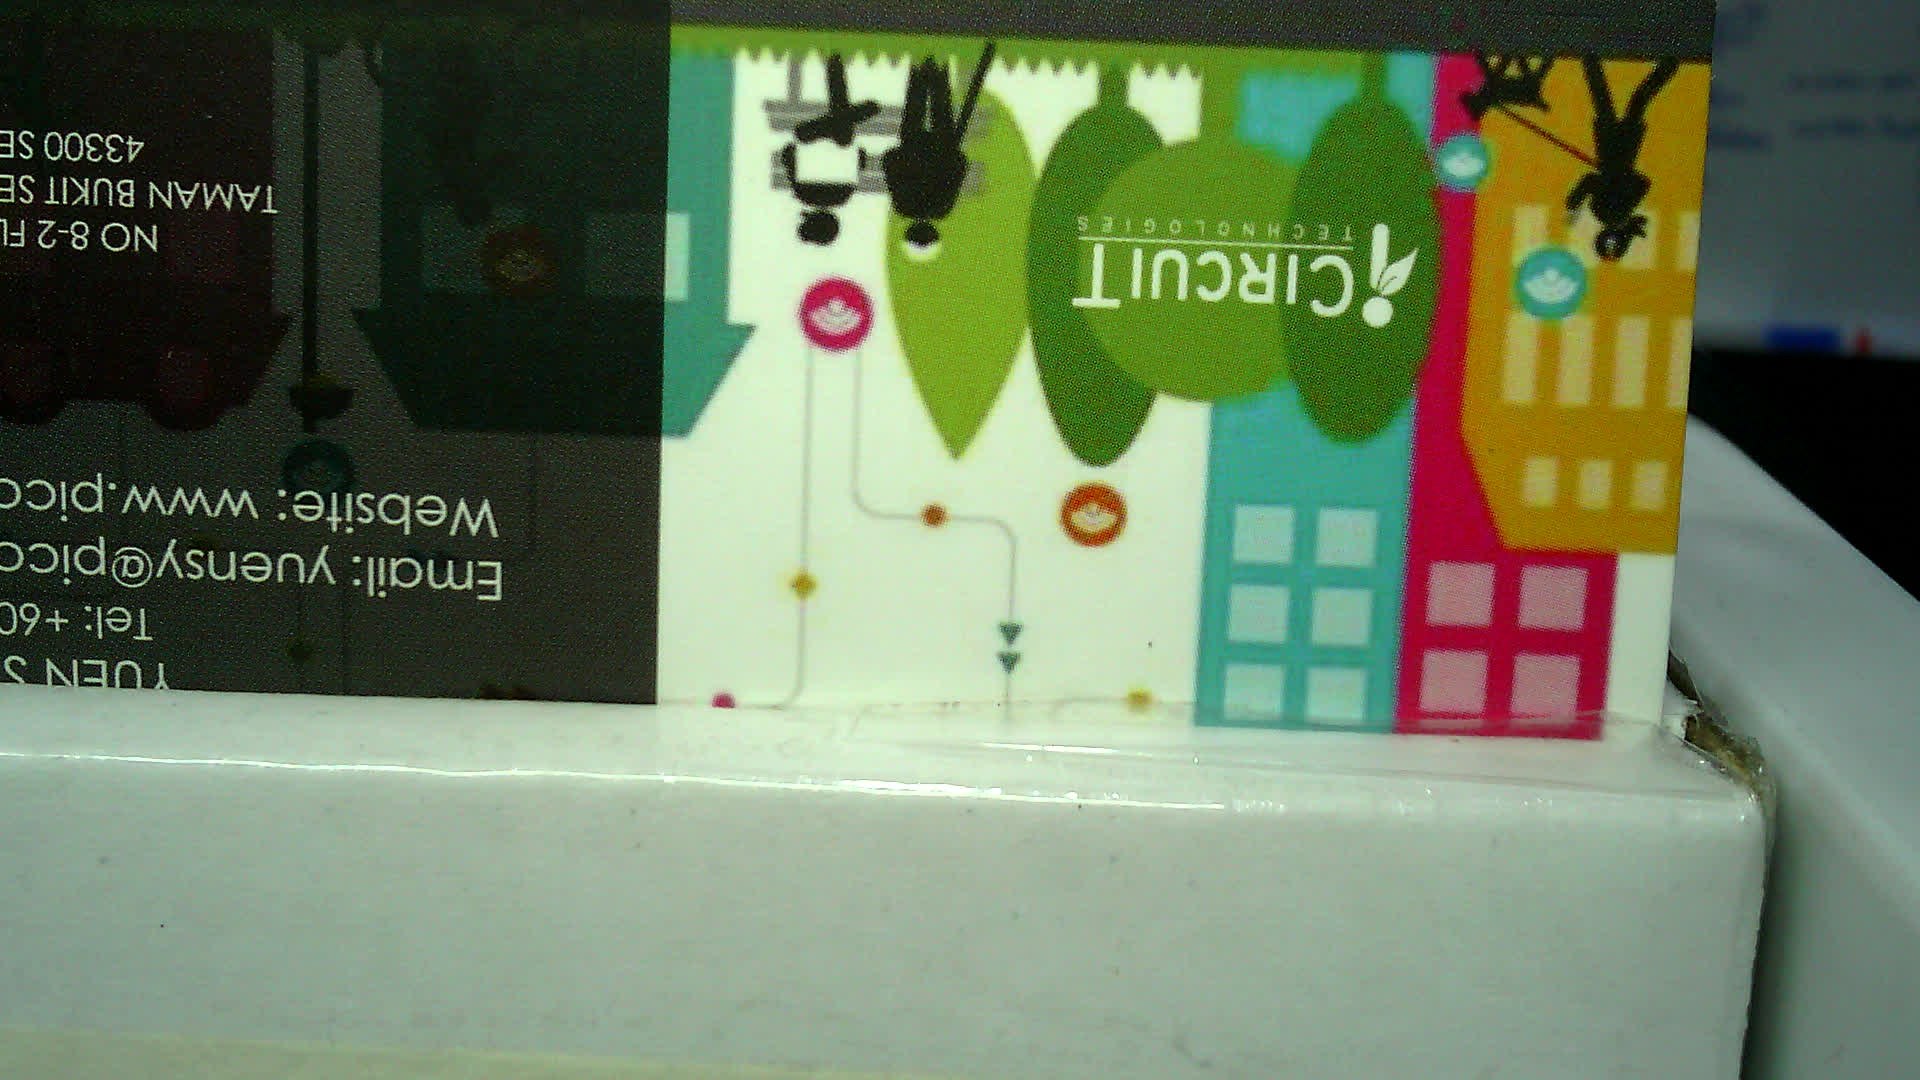 iCIRCUIT
TECHNOLOGIES
YUEN S
Tel: +60
Email: yuensy@pico
Website: www.pico
NO 8-2 FL
TAMAN BUKIT SE
43300 SE